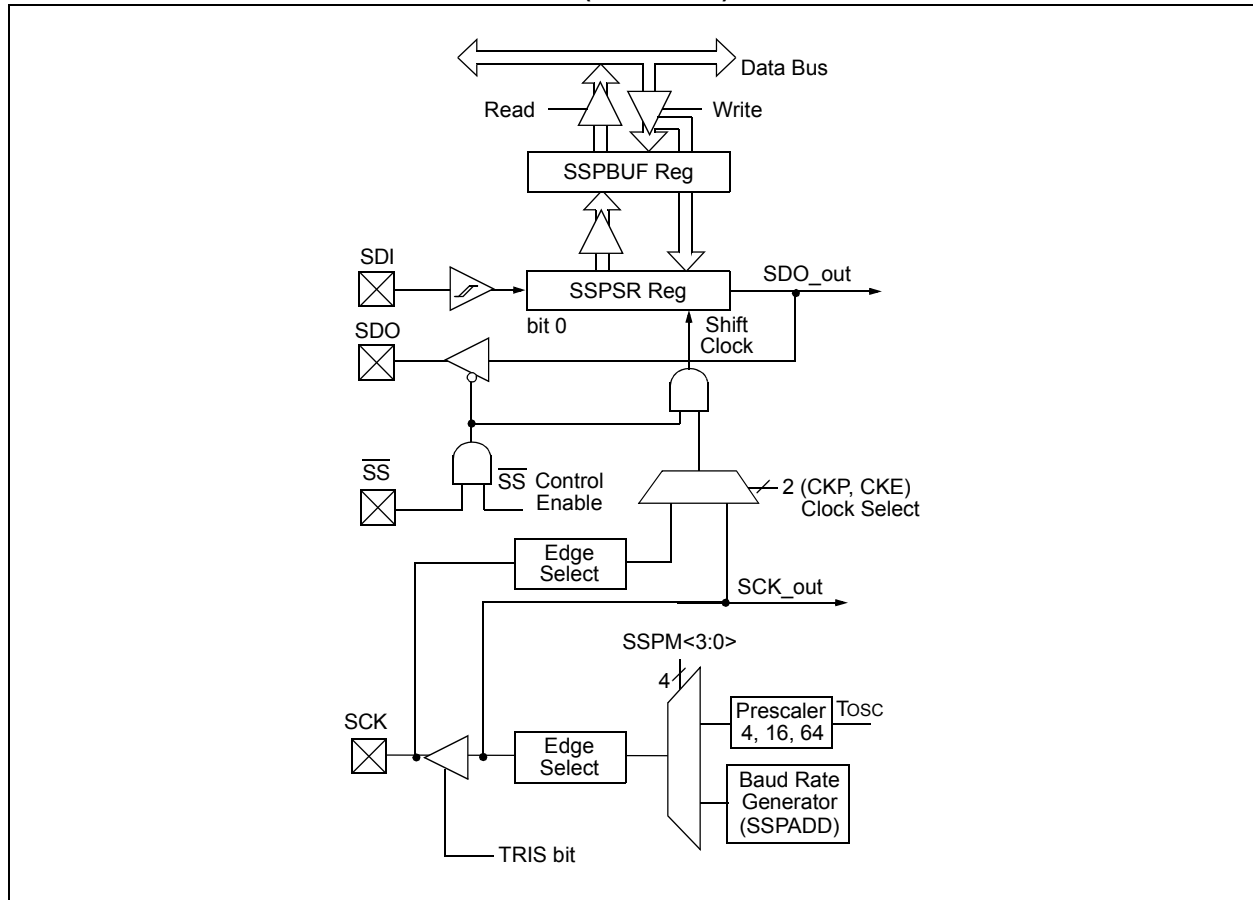 Data Bus
Read
Write
SSPBUF Reg
SDI
SDO_out
SSPSR Reg
bit 0
Shift
Clock
SDO
SS
SS Control
Enable
2 (CKP, CKE)
Clock Select
Edge
Select
SCK_out
SSPM<3:0>
4
Prescaler
4, 16, 64
TOSC
SCK
Edge
Select
Baud Rate
Generator
(SSPADD)
TRIS bit